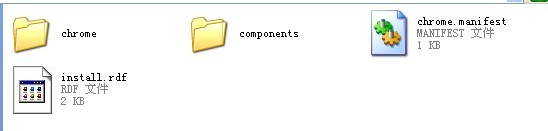 chrome
components
chrome.manifest
MANIFEST 文件
1 KB
install.rdf
RDF 文件
2 KB